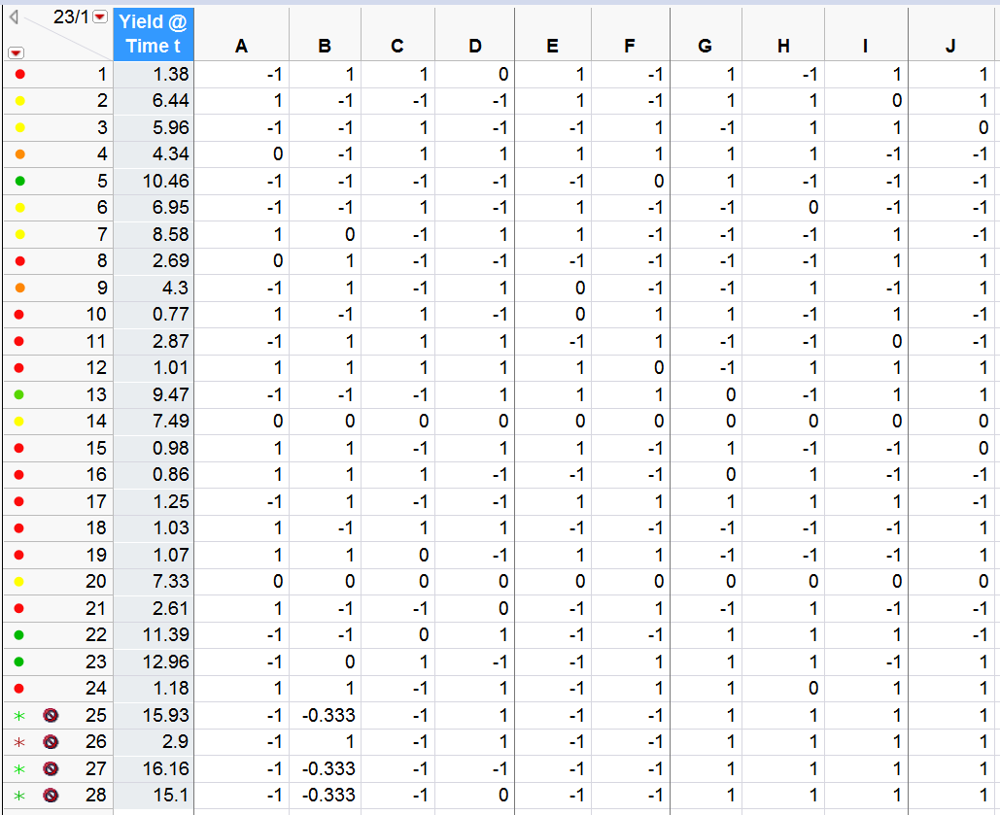 23/1 Yield @ Time t A B C D E F G H I J
1 1.38 -1 1 1 0 1 -1 1 -1 1 1
2 6.44 1 -1 -1 -1 1 -1 1 1 0 1
3 5.96 -1 -1 1 -1 -1 1 -1 1 1 0
4 4.34 0 -1 1 1 1 1 1 1 -1 -1
5 10.46 -1 -1 -1 -1 -1 0 1 -1 -1 -1
6 6.95 -1 -1 1 -1 1 -1 -1 0 -1 -1
7 8.58 1 0 -1 1 1 -1 -1 -1 1 -1
8 2.69 0 1 -1 -1 -1 -1 -1 -1 1 1
9 4.3 -1 1 -1 1 0 -1 -1 1 -1 1
10 0.77 1 -1 1 -1 0 1 1 -1 1 -1
11 2.87 -1 1 1 1 -1 1 -1 -1 0 -1
12 1.01 1 1 1 1 1 0 -1 1 1 1
13 9.47 -1 -1 -1 1 1 1 0 -1 1 1
14 7.49 0 0 0 0 0 0 0 0 0 0
15 0.98 1 1 -1 1 1 -1 1 -1 -1 0
16 0.86 1 1 1 -1 -1 -1 0 1 -1 -1
17 1.25 -1 1 -1 -1 1 1 1 1 1 -1
18 1.03 1 -1 1 1 -1 -1 -1 -1 -1 1
19 1.07 1 1 0 -1 1 1 -1 -1 -1 1
20 7.33 0 0 0 0 0 0 0 0 0 0
21 2.61 1 -1 -1 0 -1 1 -1 1 -1 -1
22 11.39 -1 -1 0 1 -1 -1 1 1 1 -1
23 12.96 -1 0 1 -1 -1 1 1 1 -1 1
24 1.18 1 1 -1 1 -1 1 1 0 1 1
25 15.93 -1 -0.333 -1 1 -1 -1 1 1 1 1
26 2.9 -1 1 -1 1 -1 -1 1 1 1 1
27 16.16 -1 -0.333 -1 -1 -1 -1 1 1 1 1
28 15.1 -1 -0.333 -1 0 -1 -1 1 1 1 1